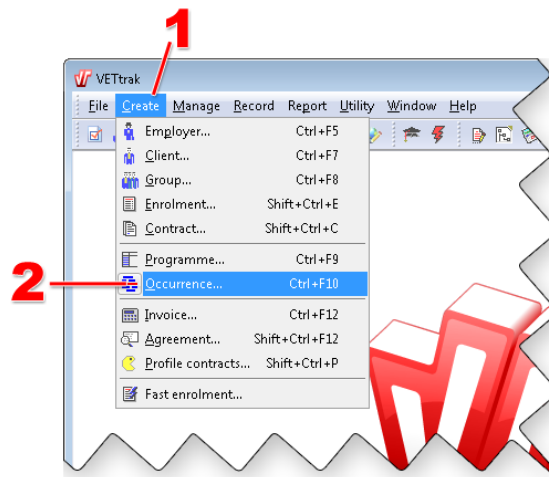 1
VETtrak
File Create Manage Record Report Utility Window Help
Employer... Ctrl+F5
Client... Ctrl+F7
Group... Ctrl+F8
Enrolment... Shift+Ctrl+E
Contract... Shift+Ctrl+C
Programme... Ctrl+F9
2
Occurrence... Ctrl+F10
Invoice... Ctrl+F12
Agreement... Shift+Ctrl+F12
Profile contracts... Shift+Ctrl+P
Fast enrolment...